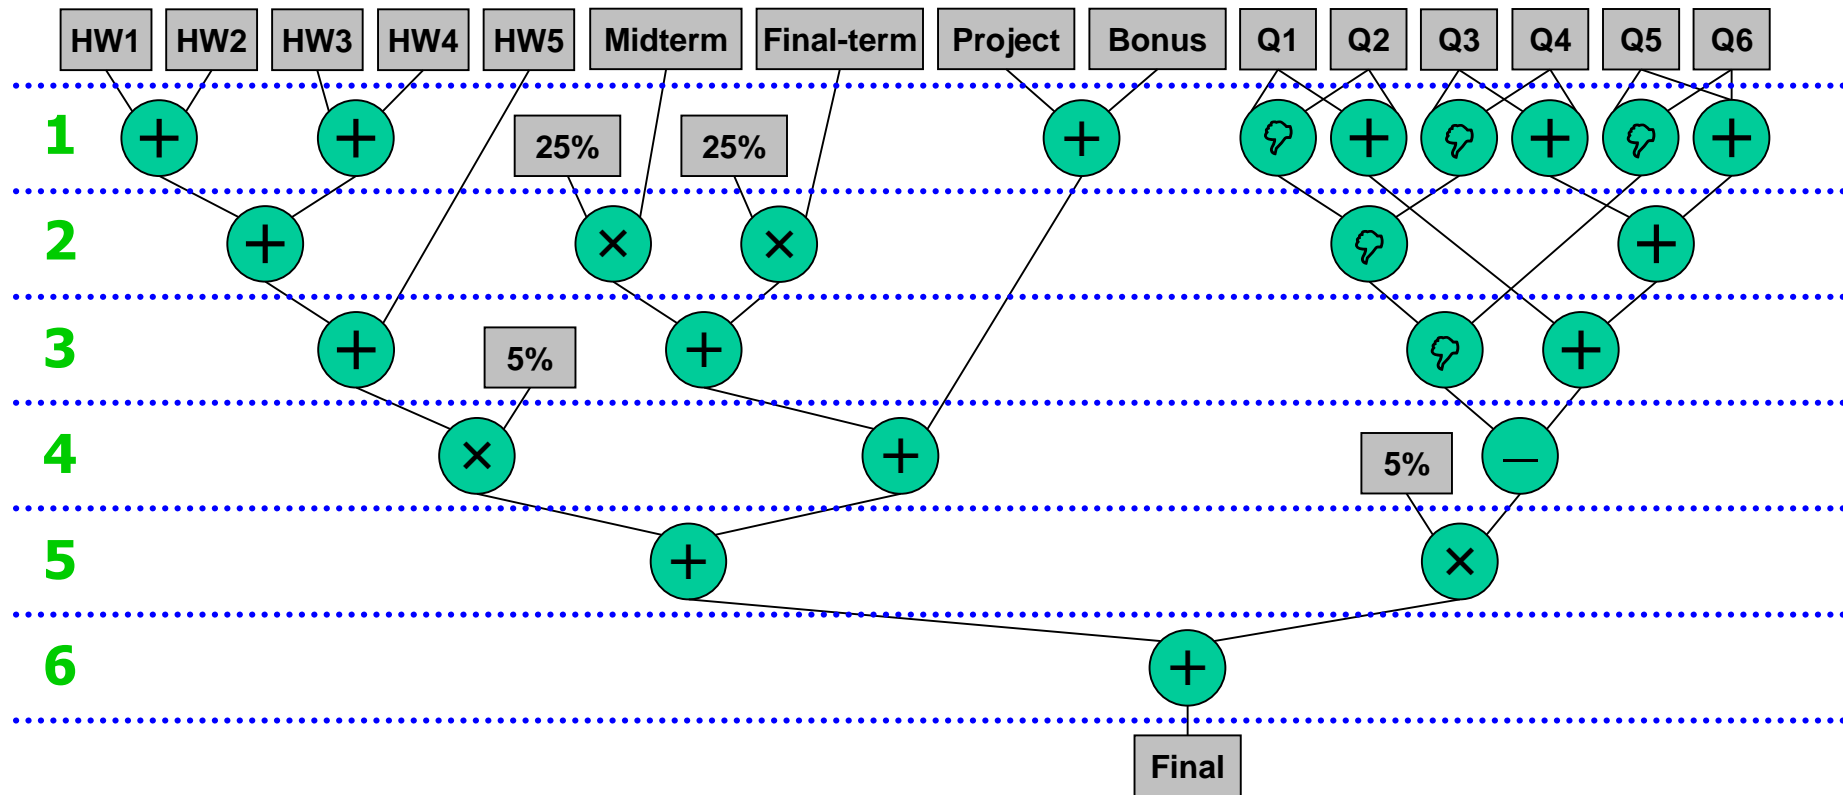 HW1 HW2 HW3 HW4 HW5 Midterm Final-term Project Bonus Q1 Q2 Q3 Q4 Q5 Q6
1 + + 25% 25% + + + +
2 + × × +
3 + 5% + +
4 × + 5% —
5 + ×
6 +
Final